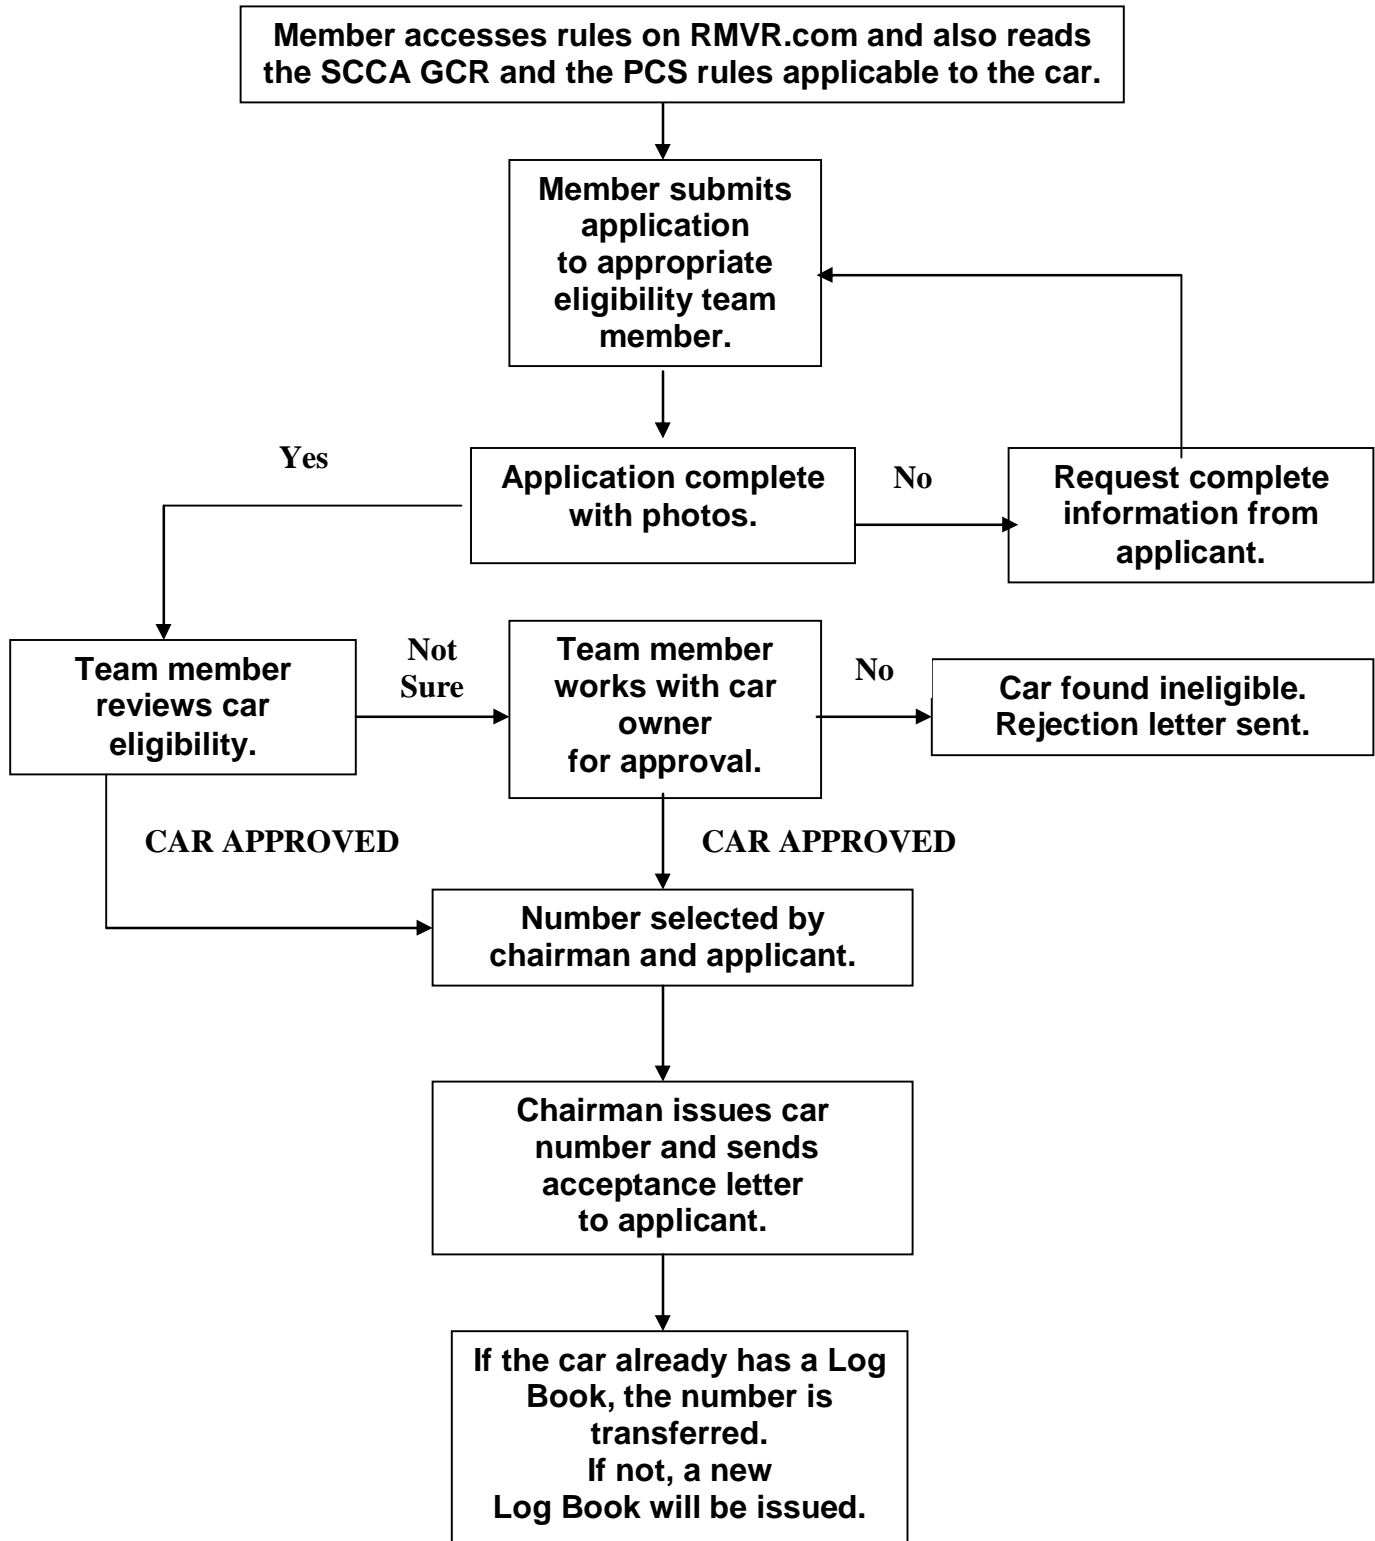 Member accesses rules on RMVR.com and also reads
the SCCA GCR and the PCS rules applicable to the car.
Member submits
application
to appropriate
eligibility team
member.
Yes
Application complete
with photos.
No
Request complete
information from
applicant.
Team member
reviews car
eligibility.
Not
Sure
Team member
works with car
owner
for approval.
No
Car found ineligible.
Rejection letter sent.
CAR APPROVED
CAR APPROVED
Number selected by
chairman and applicant.
Chairman issues car
number and sends
acceptance letter
to applicant.
If the car already has a Log
Book, the number is
transferred.
If not, a new
Log Book will be issued.